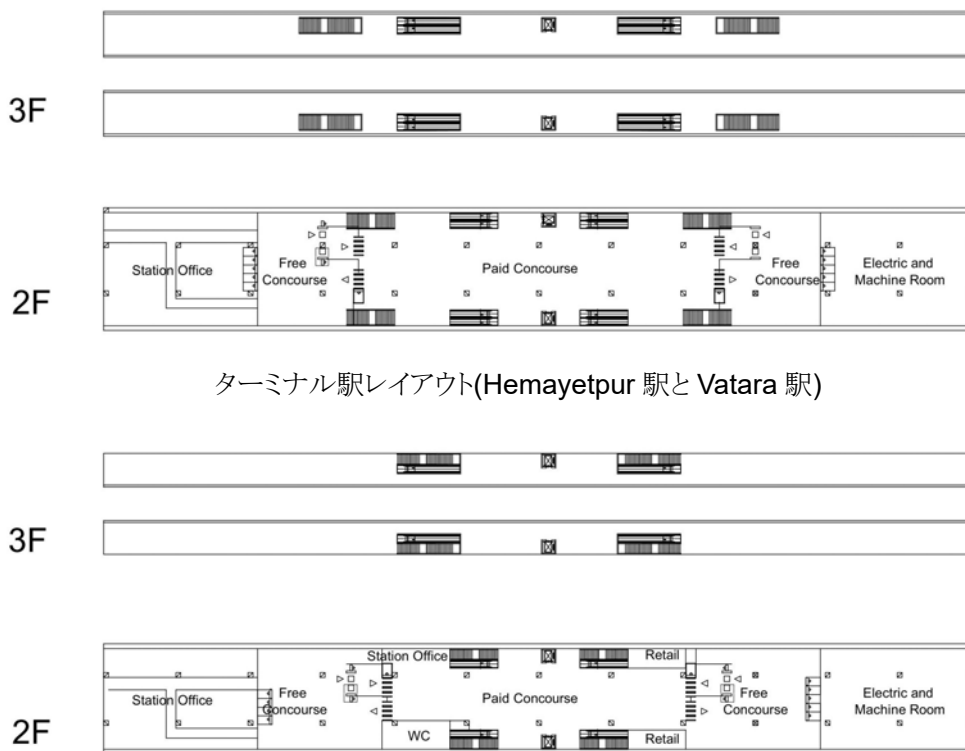 3F
Station Office
Free
Concourse
Paid Concourse
Free
Concourse
Electric and
Machine Room
2F
ターミナル駅レイアウト(Hemayetpur 駅と Vatara 駅)
3F
Station Office
Retail
Station Office
Free
Concourse
Paid Concourse
Free
Concourse
Electric and
Machine Room
WC
Retail
2F